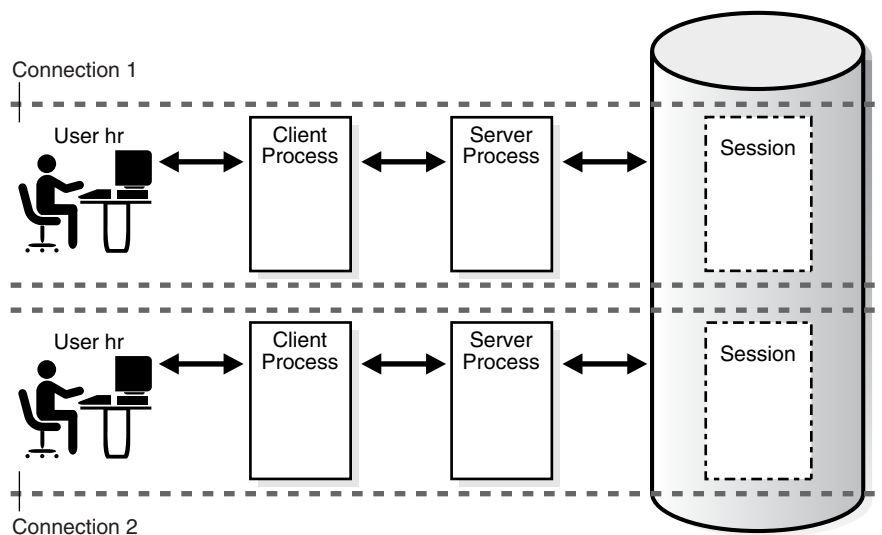 Connection 1
User hr
Client
Process
Server
Process
Session
User hr
Client
Process
Server
Process
Session
Connection 2